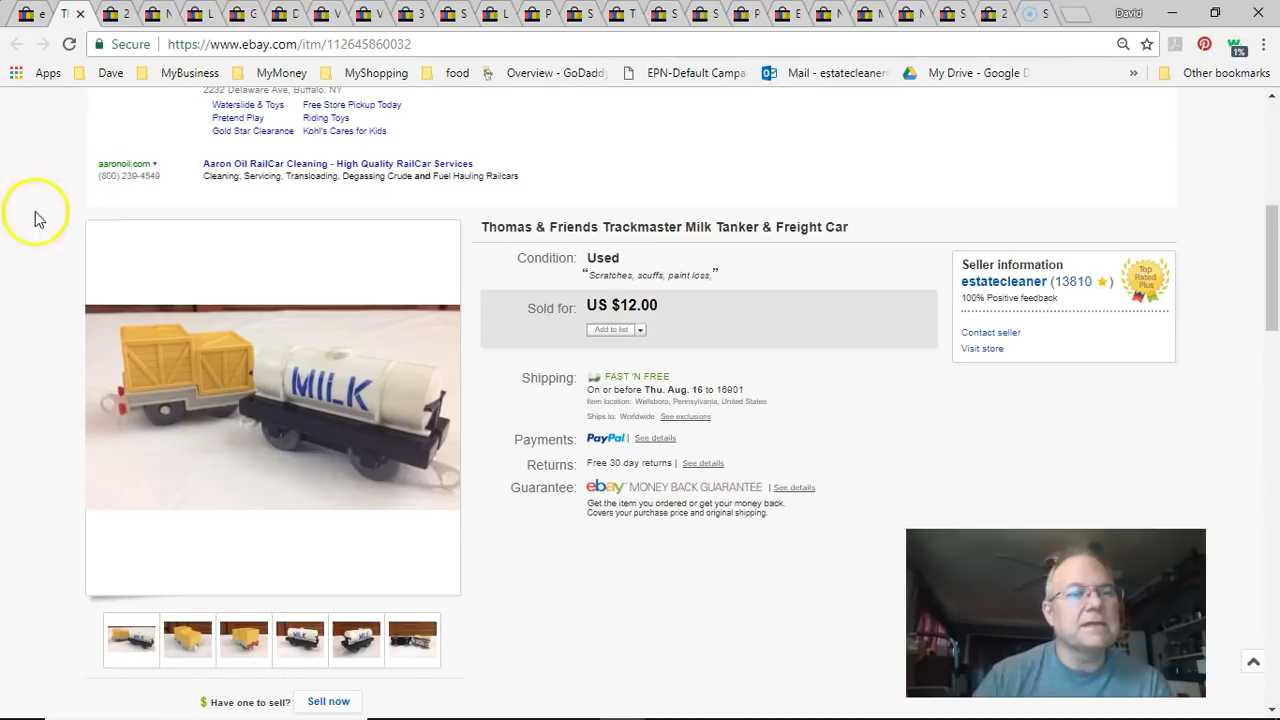 David
Secure
https://www.ebay.com/itm/112645860032
1%
Apps Dave MyBusiness MyMoney MyShopping food Overview - GoDaddy EPN-Default Campa Mail - estatecleaner My Drive - Google D » Other bookmarks
2232 Delaware Ave, Buffalo, NY
Waterslide & Toys Free Store Pickup Today
Pretend Play Riding Toys
Gold Star Clearance Kohl's Cares for Kids
aaronoil.com Aaron Oil RailCar Cleaning - High Quality RailCar Services
(800) 239-4549 Cleaning, Servicing, Transloading, Degassing Crude and Fuel Hauling Railcars
Thomas & Friends Trackmaster Milk Tanker & Freight Car
Condition: Used
“Scratches, scuffs, paint loss,”
Sold for: US $12.00
Add to list
Seller information
estatecleaner (13810 )
100% Positive feedback
Contact seller
Visit store
Top Rated Plus
MILK
Shipping: FAST 'N FREE
On or before Thu. Aug. 16 to 16901
Item location: Wellsboro, Pennsylvania, United States
Ships to: Worldwide See exclusions
Payments: PayPal | See details
Returns: Free 30 day returns | See details
Guarantee: ebay MONEY BACK GUARANTEE | See details
Get the item you ordered or get your money back.
Covers your purchase price and original shipping.
$ Have one to sell? Sell now